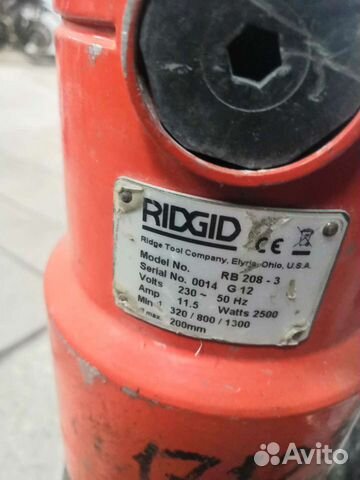 RIDGID CE
Ridge Tool Company, Elyria, Ohio, U.S.A.
Model No. RB 208 - 3
Serial No. 0014 G 12
Volts 230 ~ 50 Hz
Amp 11.5 Watts 2500
Min-1 320 / 800 / 1300
max. 200mm
Avito